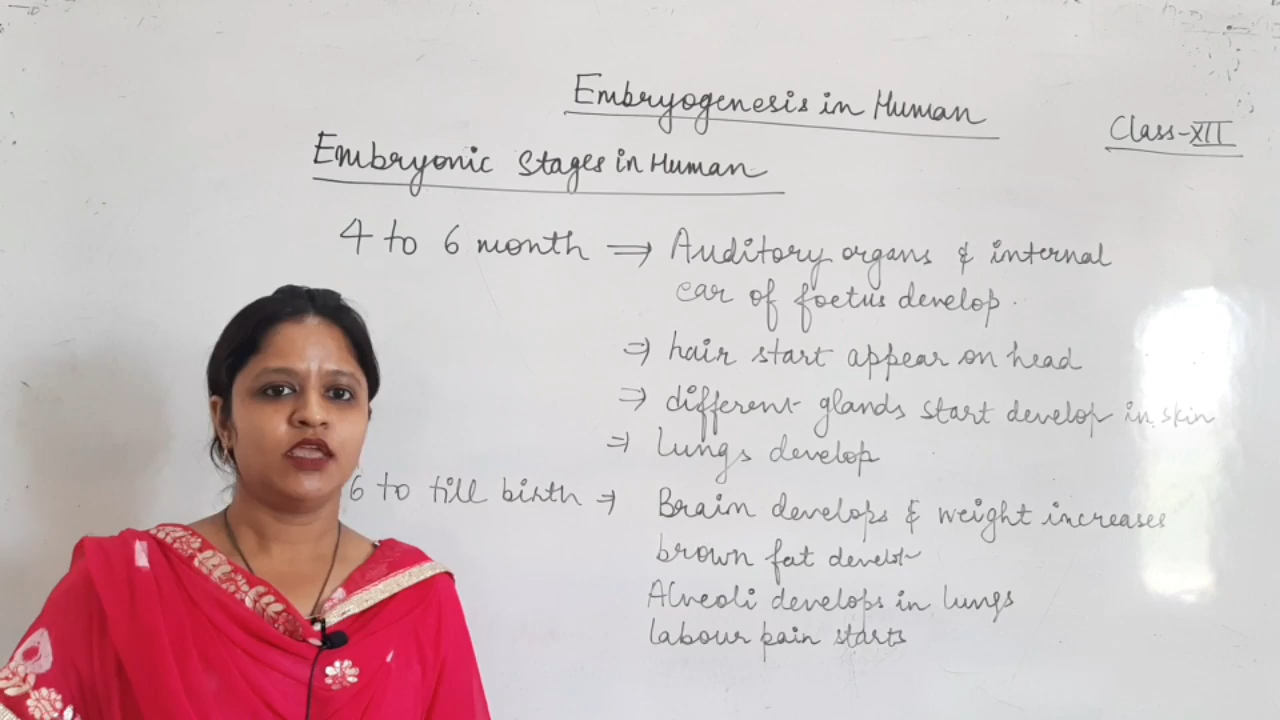 Embryogenesis in Human
Class-XII
Embryonic Stages in Human
4 to 6 month ⇒ Auditory organs & internal
ear of foetus develop.
⇒ hair start appear on head
⇒ different glands start develop in skin
⇒ lungs develop
6 to till birth ⇒ Brain develops & weight increases
brown fat develop
Alveoli develops in lungs
labour pain starts